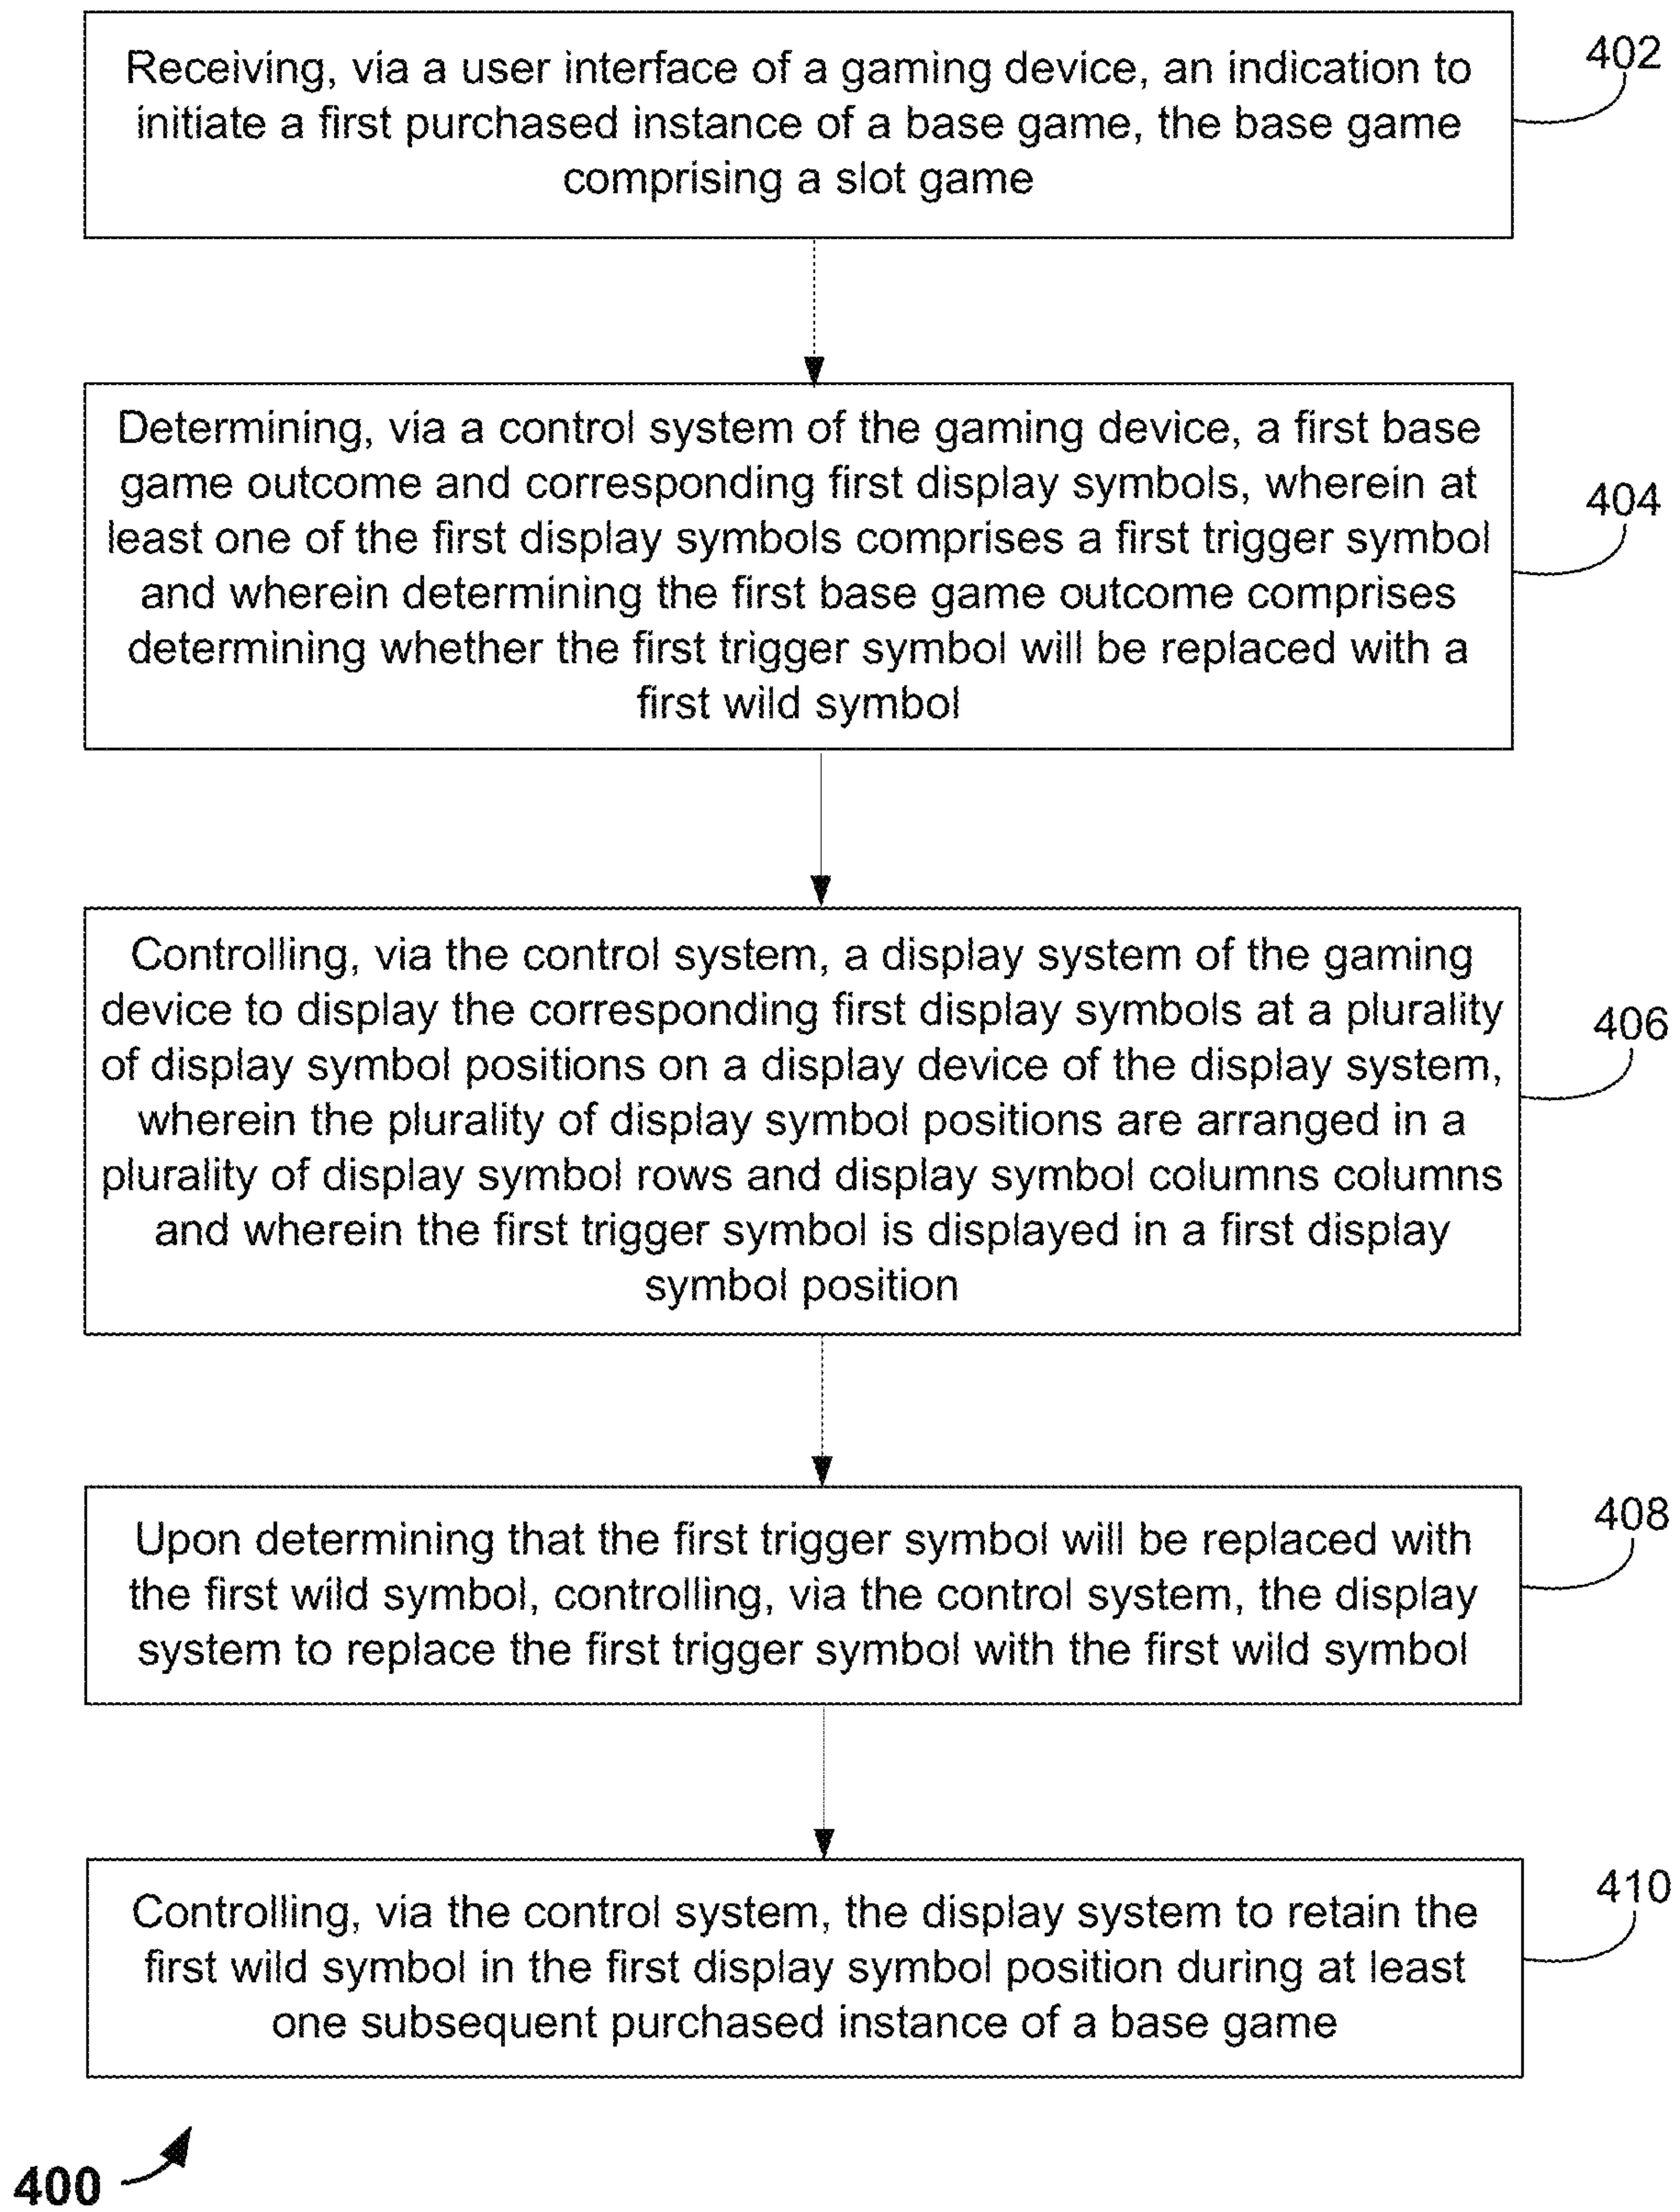 Receiving, via a user interface of a gaming device, an indication to
initiate a first purchased instance of a base game, the base game
comprising a slot game
402
Determining, via a control system of the gaming device, a first base
game outcome and corresponding first display symbols, wherein at
least one of the first display symbols comprises a first trigger symbol
and wherein determining the first base game outcome comprises
determining whether the first trigger symbol will be replaced with a
first wild symbol
404
Controlling, via the control system, a display system of the gaming
device to display the corresponding first display symbols at a plurality
of display symbol positions on a display device of the display system,
wherein the plurality of display symbol positions are arranged in a
plurality of display symbol rows and display symbol columns columns
and wherein the first trigger symbol is displayed in a first display
symbol position
406
Upon determining that the first trigger symbol will be replaced with
the first wild symbol, controlling, via the control system, the display
system to replace the first trigger symbol with the first wild symbol
408
Controlling, via the control system, the display system to retain the
first wild symbol in the first display symbol position during at least
one subsequent purchased instance of a base game
410
400